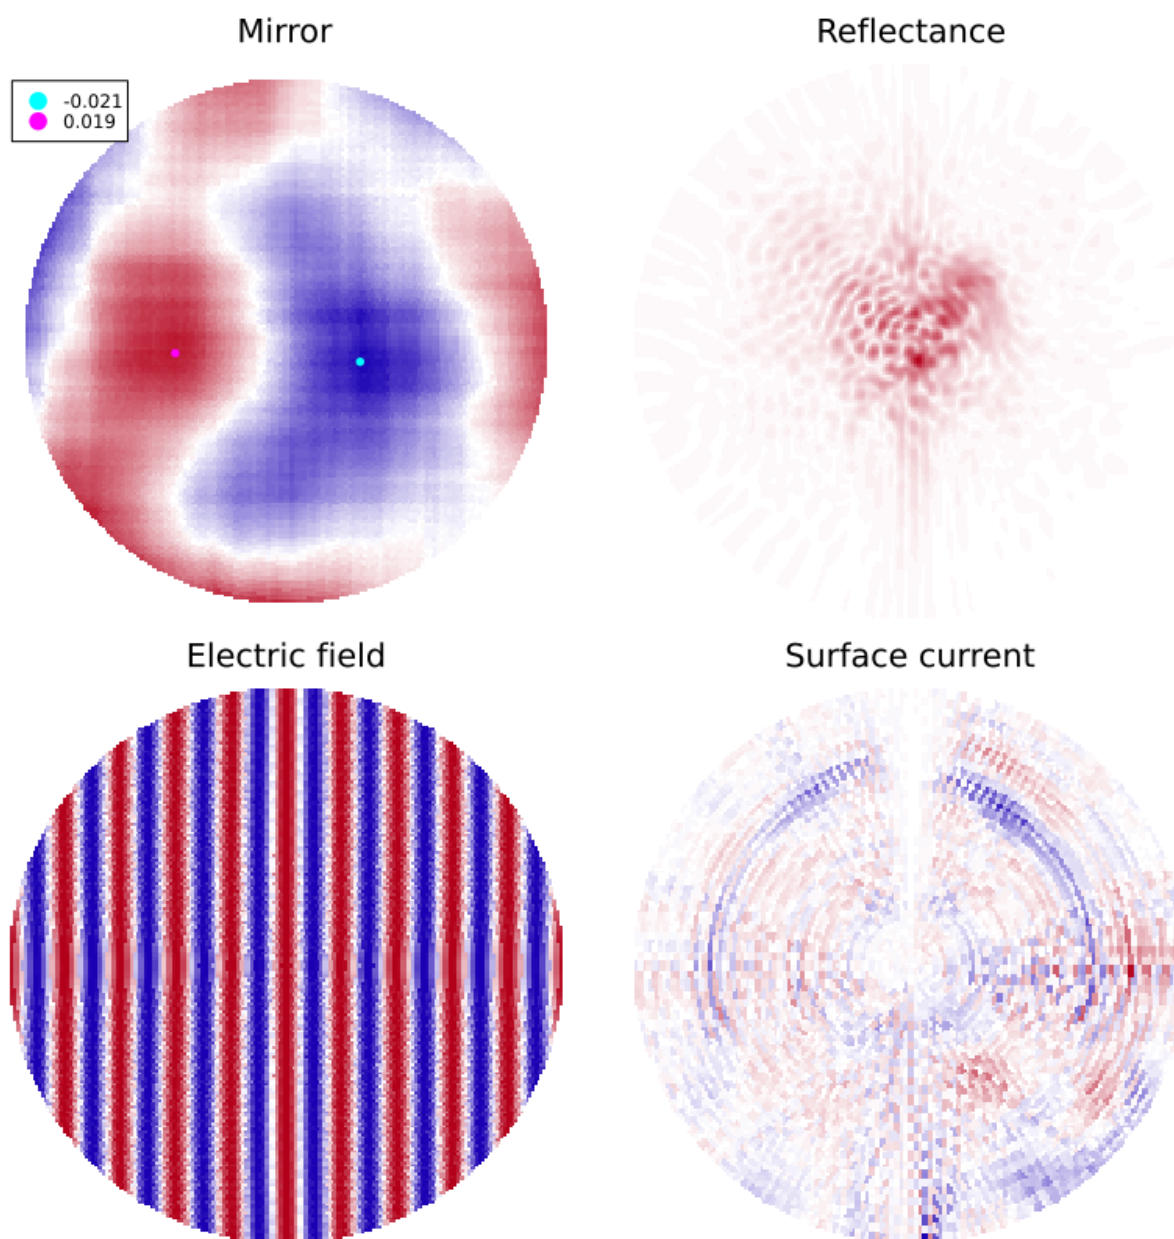 Mirror
Reflectance
-0.021
0.019
Electric field
Surface current